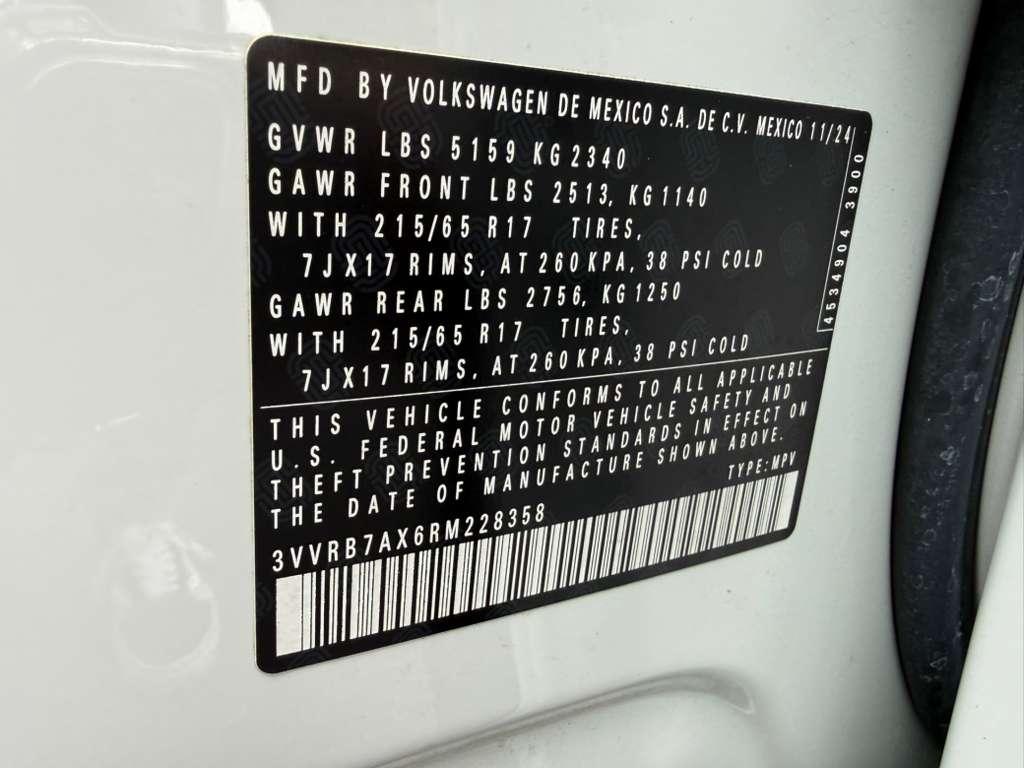 MFD BY VOLKSWAGEN DE MEXICO S.A. DE C.V. MEXICO 11/24
GVWR LBS 5159 KG 2340
GAWR FRONT LBS 2513, KG 1140
WITH 215/65 R17 TIRES,
7JX17 RIMS, AT 260 KPA, 38 PSI COLD
GAWR REAR LBS 2756, KG 1250
WITH 215/65 R17 TIRES,
7JX17 RIMS, AT 260 KPA, 38 PSI COLD
4534904 3900
THIS VEHICLE CONFORMS TO ALL APPLICABLE
U.S. FEDERAL MOTOR VEHICLE SAFETY AND
THEFT PREVENTION STANDARDS IN EFFECT ON
THE DATE OF MANUFACTURE SHOWN ABOVE.
3VVRB7AX6RM228358 TYPE: MPV